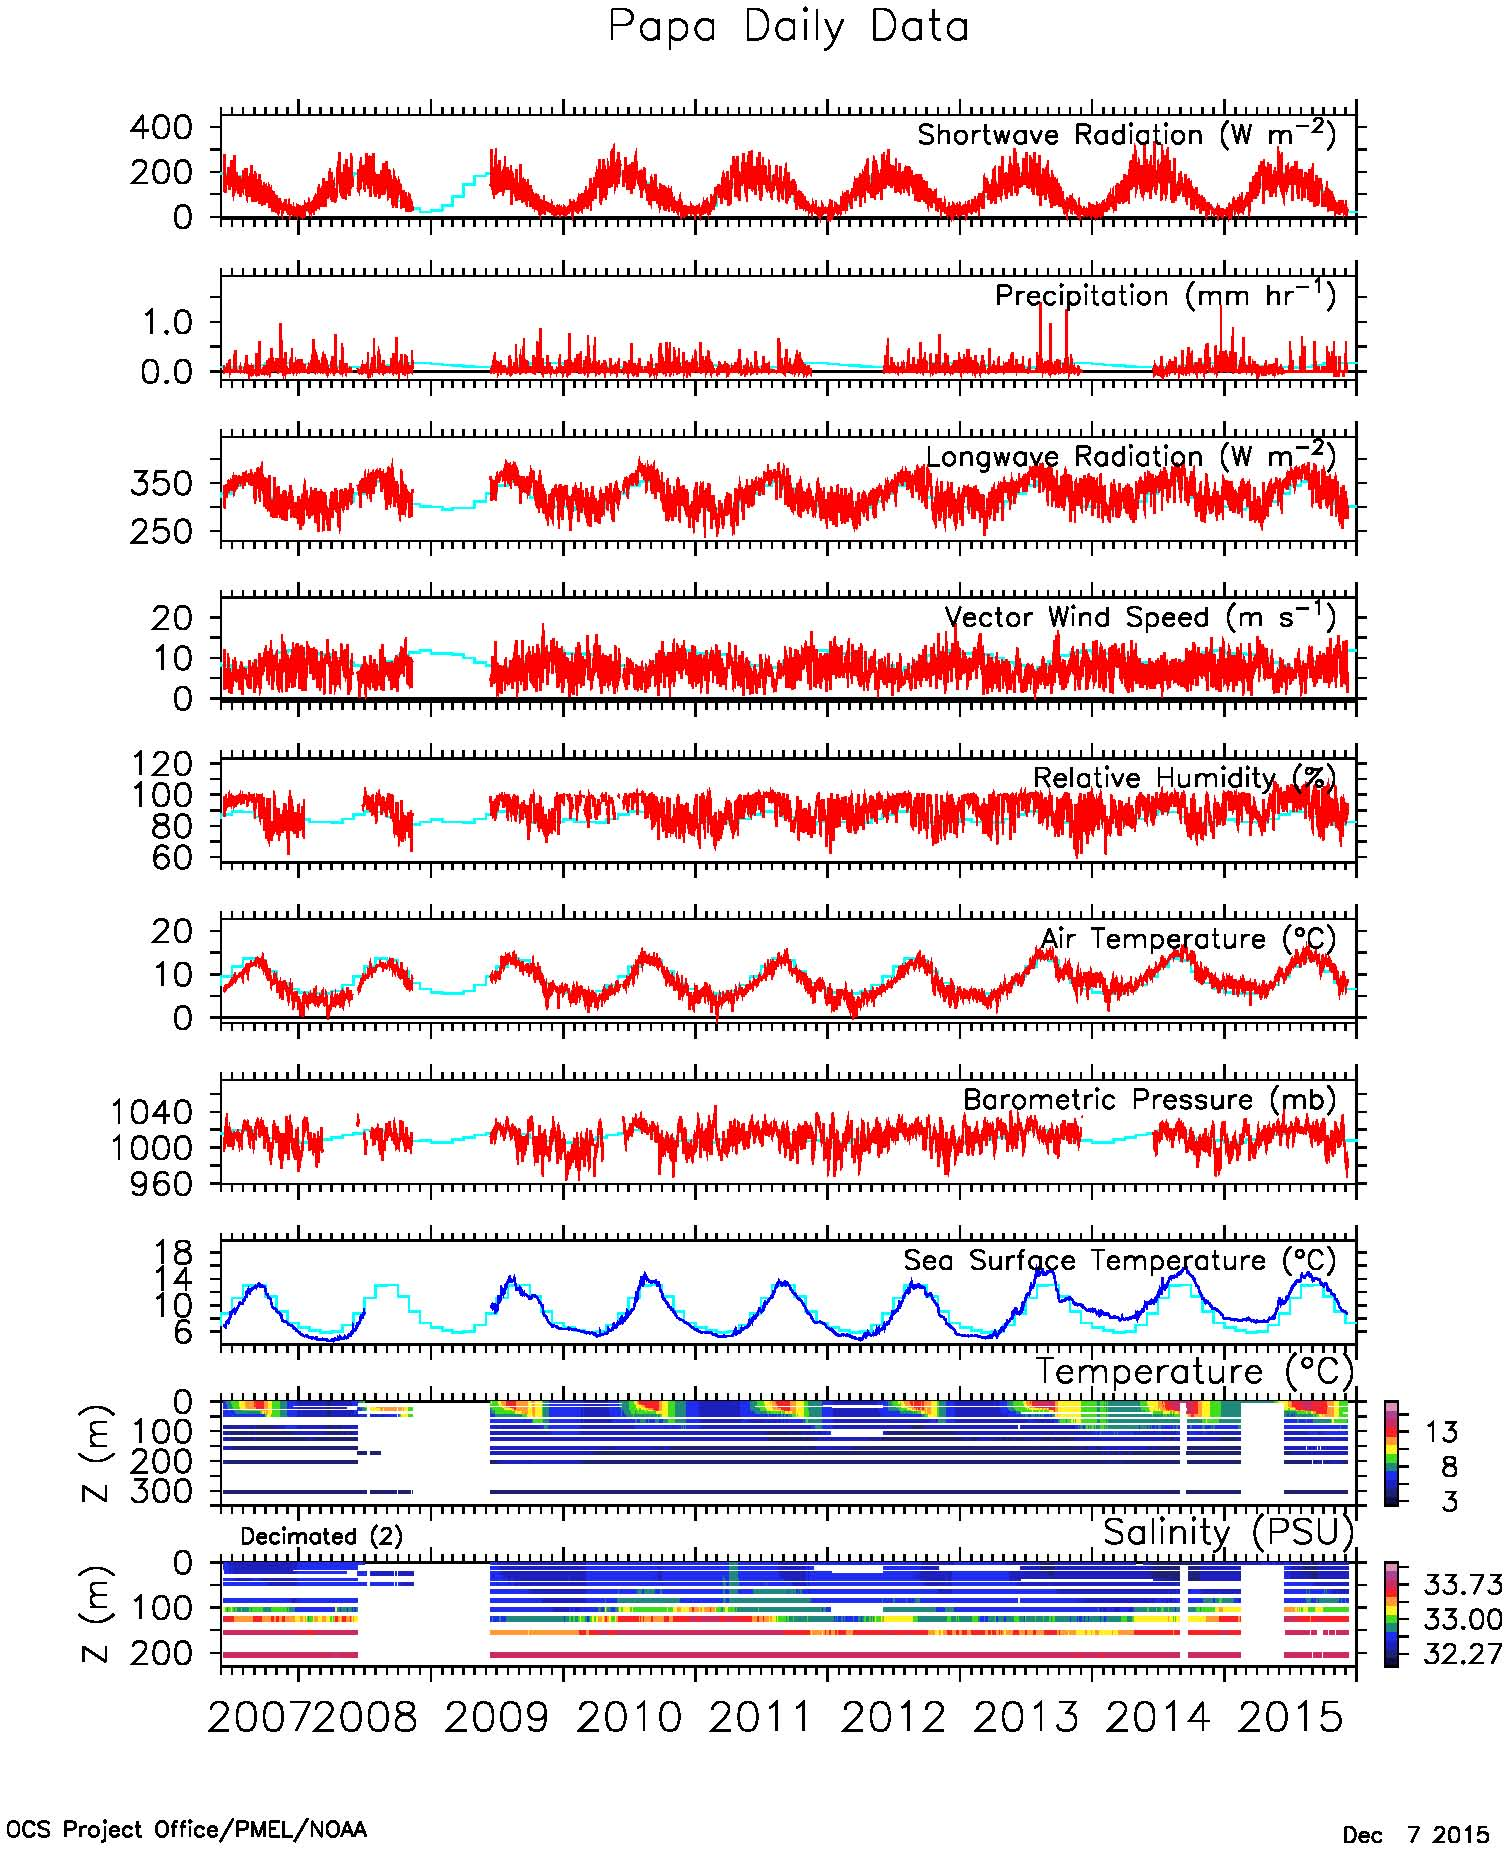 Papa Daily Data
Shortwave Radiation (W m⁻²)
400
200
0
Precipitation (mm hr⁻¹)
1.0
0.0
Longwave Radiation (W m⁻²)
350
250
Vector Wind Speed (m s⁻¹)
20
10
0
Relative Humidity (%)
120
100
80
60
Air Temperature (°C)
20
10
0
Barometric Pressure (mb)
1040
1000
960
Sea Surface Temperature (°C)
18
14
10
6
Temperature (°C)
Z (m)
0
100
200
300
13
8
3
Decimated (2)
Salinity (PSU)
Z (m)
0
100
200
33.73
33.00
32.27
2007 2008 2009 2010 2011 2012 2013 2014 2015
OCS Project Office/PMEL/NOAA
Dec 7 2015